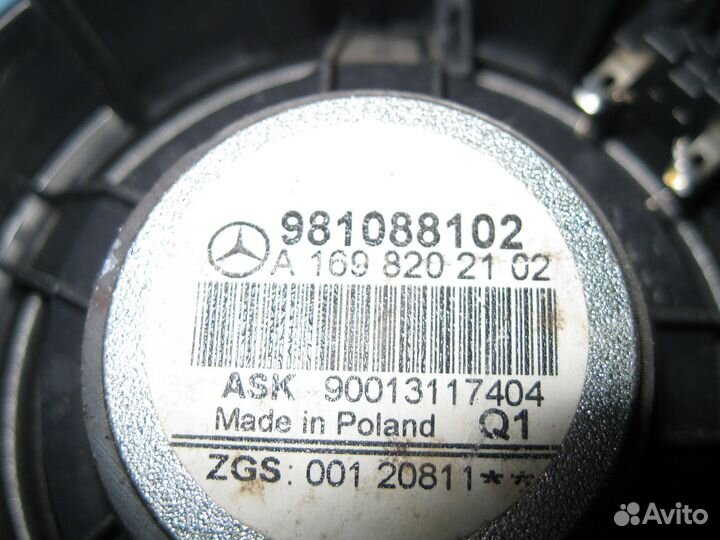 981088102
A 169 820 21 02
ASK 90013117404
Made in Poland Q1
ZGS: 001 20811**
Avito